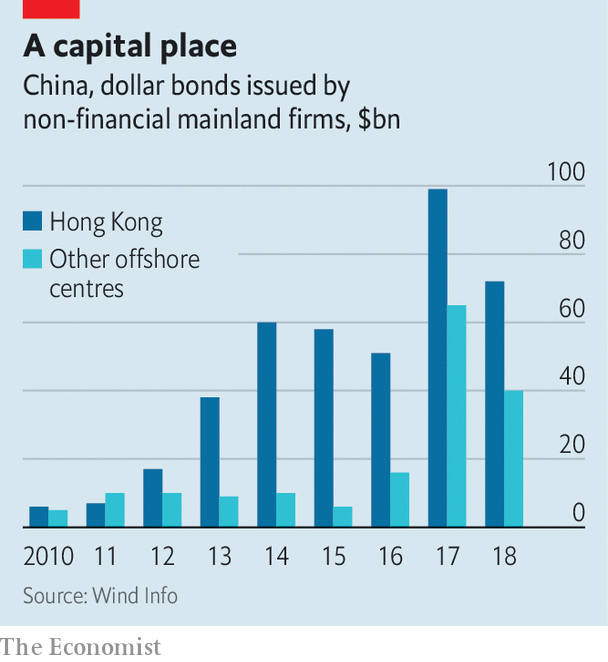 A capital place
China, dollar bonds issued by
non-financial mainland firms, $bn
100
Hong Kong
80
Other offshore
centres
60
40
20
0
2010 11 12 13 14 15 16 17 18
Source: Wind Info
The Economist